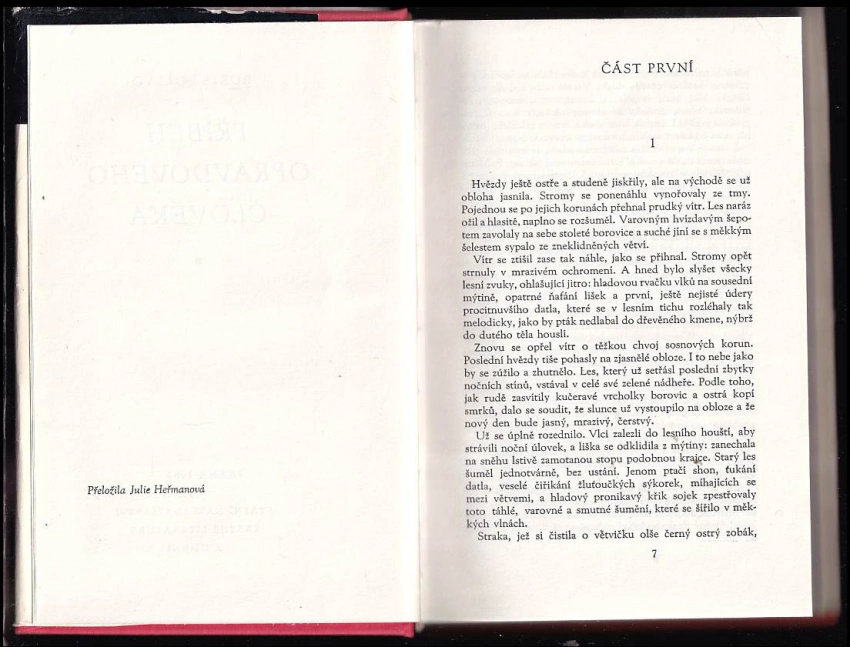 Přeložila Julie Heřmanová
ČÁST PRVNÍ
1
Hvězdy ještě ostře a studeně jiskřily, ale na východě se už
obloha jasnila. Stromy se ponenáhlu vynořovaly ze tmy.
Pojednou se po jejich korunách přehnal prudký vítr. Les naráz
ožil a hlasitě, naplno se rozšuměl. Varovným hvízdavým šepo-
tem zavolaly na sebe stoleté borovice a suché jíní se s měkkým
šelestem sypalo ze zneklidněných větví.
Vítr se ztišil zase tak náhle, jako se přihnal. Stromy opět
strnuly v mrazivém ochromení. A hned bylo slyšet všecky
lesní zvuky, ohlašující jitro: hladovou rvačku vlků na sousední
mýtině, opatrné ňafání lišek a první, ještě nejisté údery
procitnuvšího datla, které se v lesním tichu rozléhaly tak
melodicky, jako by pták nedlabal do dřevěného kmene, nýbrž
do dutého těla houslí.
Znovu se opřel vítr o těžkou chvoj sosnových korun.
Poslední hvězdy tiše pohasly na zjasnělé obloze. I to nebe jako
by se zúžilo a zhutnělo. Les, který už setřásl poslední zbytky
nočních stínů, vstával v celé své zelené nádheře. Podle toho,
jak rudě zasvitly kučeravé vrcholky borovic a ostrá kopí
smrků, dalo se soudit, že slunce už vystoupilo na obloze a že
nový den bude jasný, mrazivý, čerstvý.
Už se úplně rozednilo. Vlci zalezli do lesního houští, aby
strávili noční úlovek, a liška se odklidila z mýtiny: zanechala
na sněhu lstivě zamotanou stopu podobnou krajce. Starý les
šuměl jednotvárně, bez ustání. Jenom ptačí shon, ťukání
datla, veselé čiřikání žluťoučkých sýkorek, míhajících se
mezi větvemi, a hladový pronikavý křik sojek zpestřovaly
toto táhlé, varovné a smutné šumění, které se šířilo v měk-
kých vlnách.
Straka, jež si čistila o větvičku olše černý ostrý zobák,
7